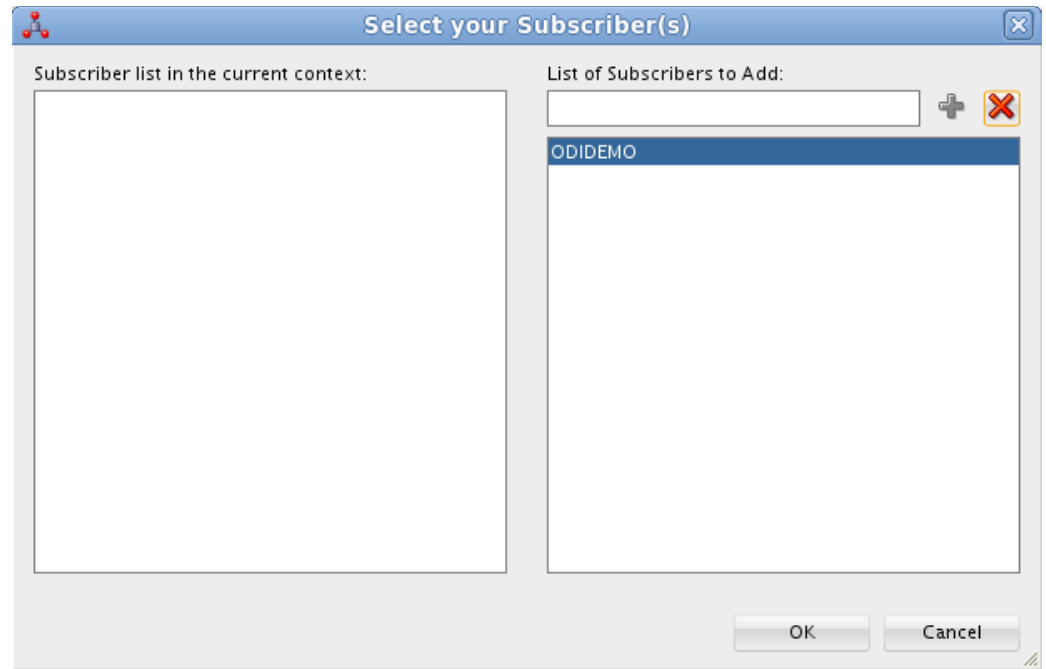 Select your Subscriber(s)
Subscriber list in the current context:
List of Subscribers to Add:
ODIDEMO
OK
Cancel